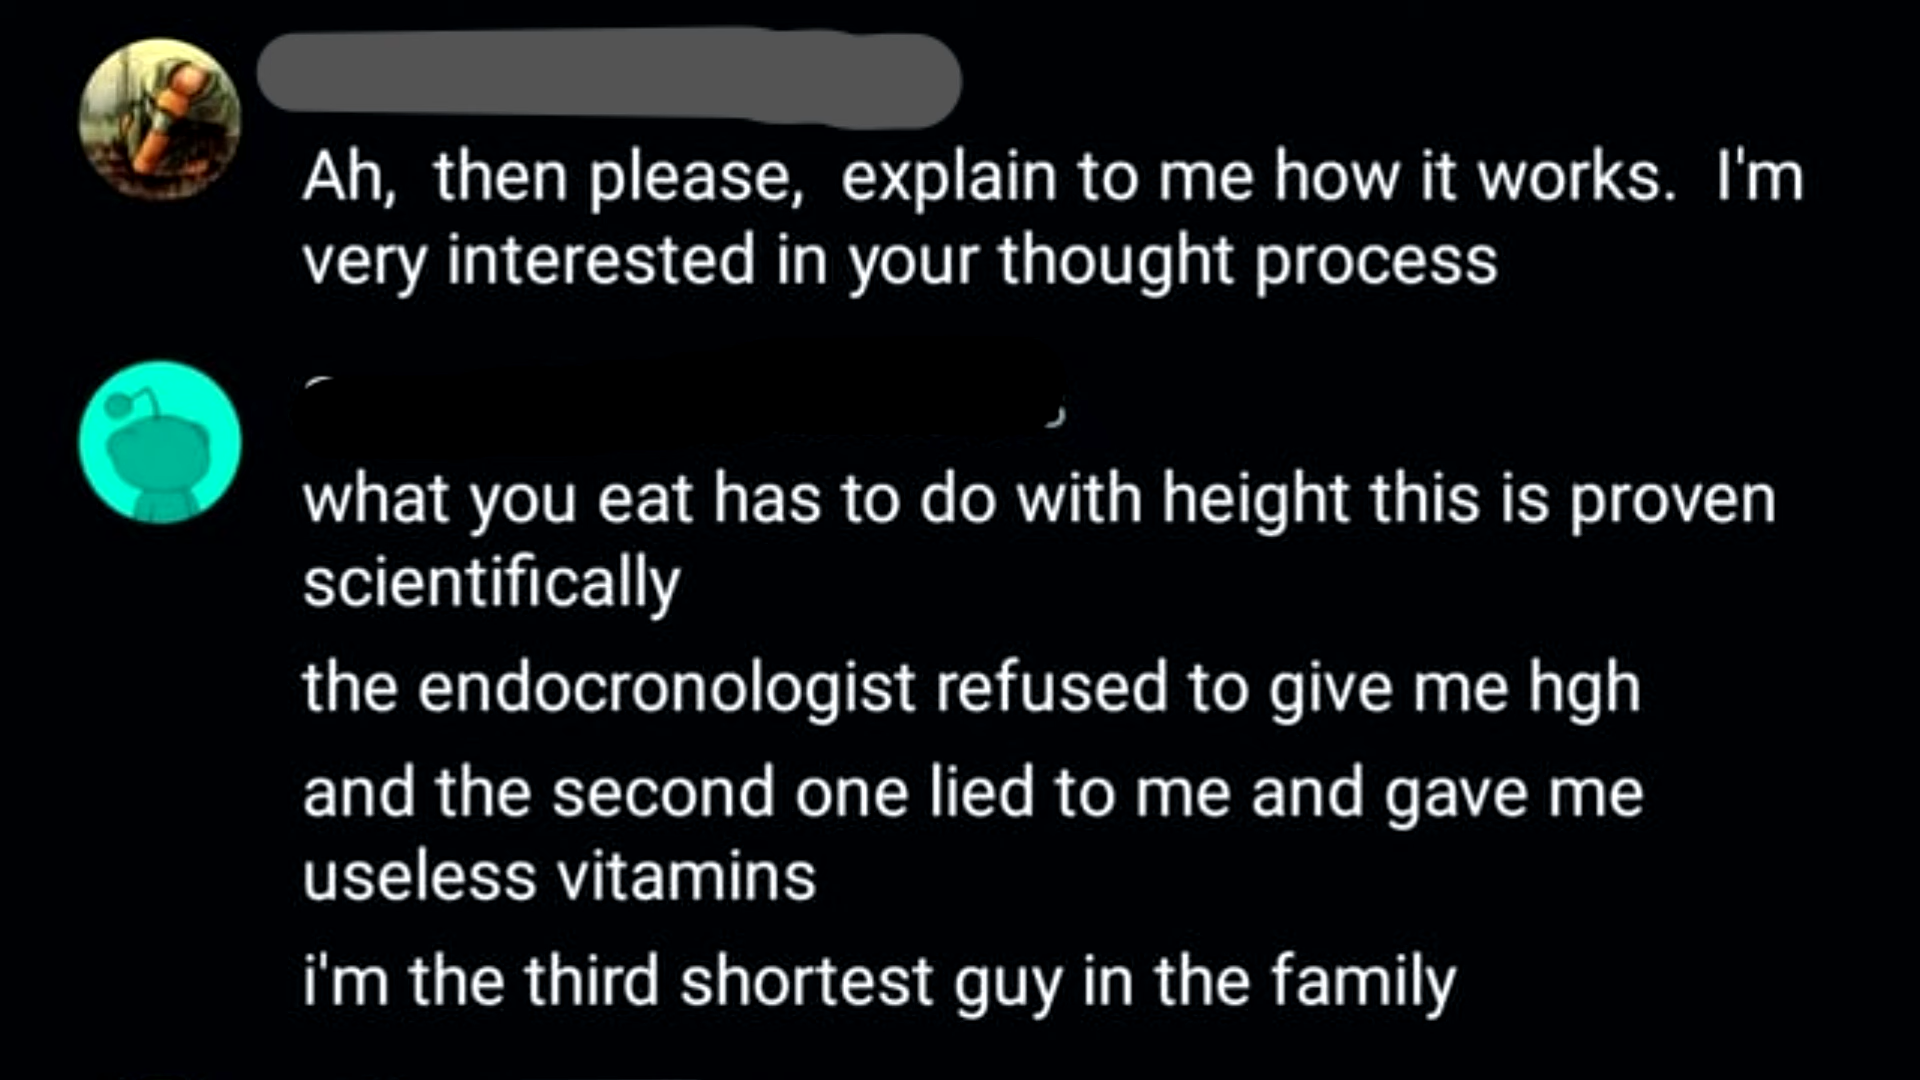 Ah, then please, explain to me how it works. I'm
very interested in your thought process
what you eat has to do with height this is proven
scientifically
the endocronologist refused to give me hgh
and the second one lied to me and gave me
useless vitamins
i'm the third shortest guy in the family